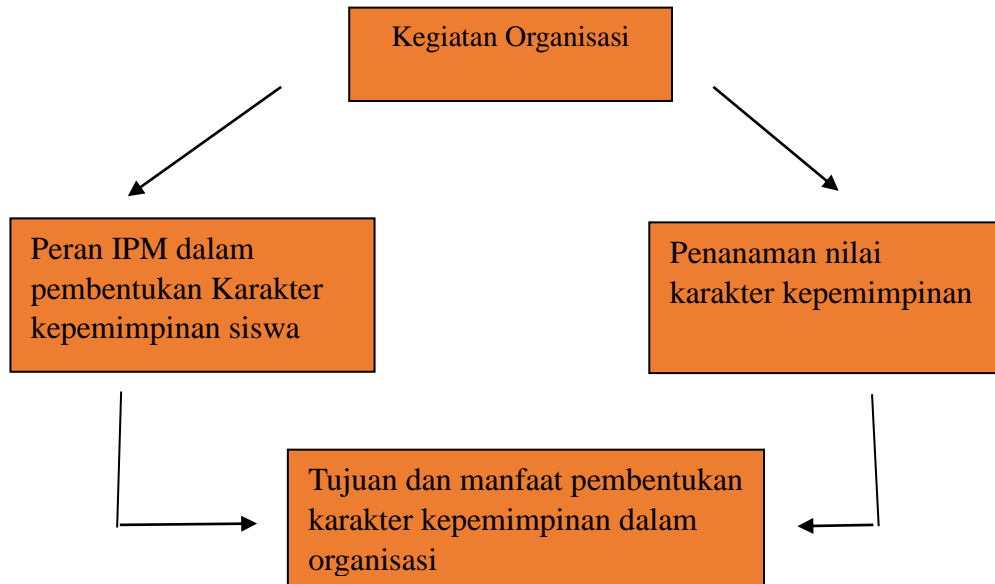 Kegiatan Organisasi
Peran IPM dalam
pembentukan Karakter
kepemimpinan siswa
Penanaman nilai
karakter kepemimpinan
Tujuan dan manfaat pembentukan
karakter kepemimpinan dalam
organisasi